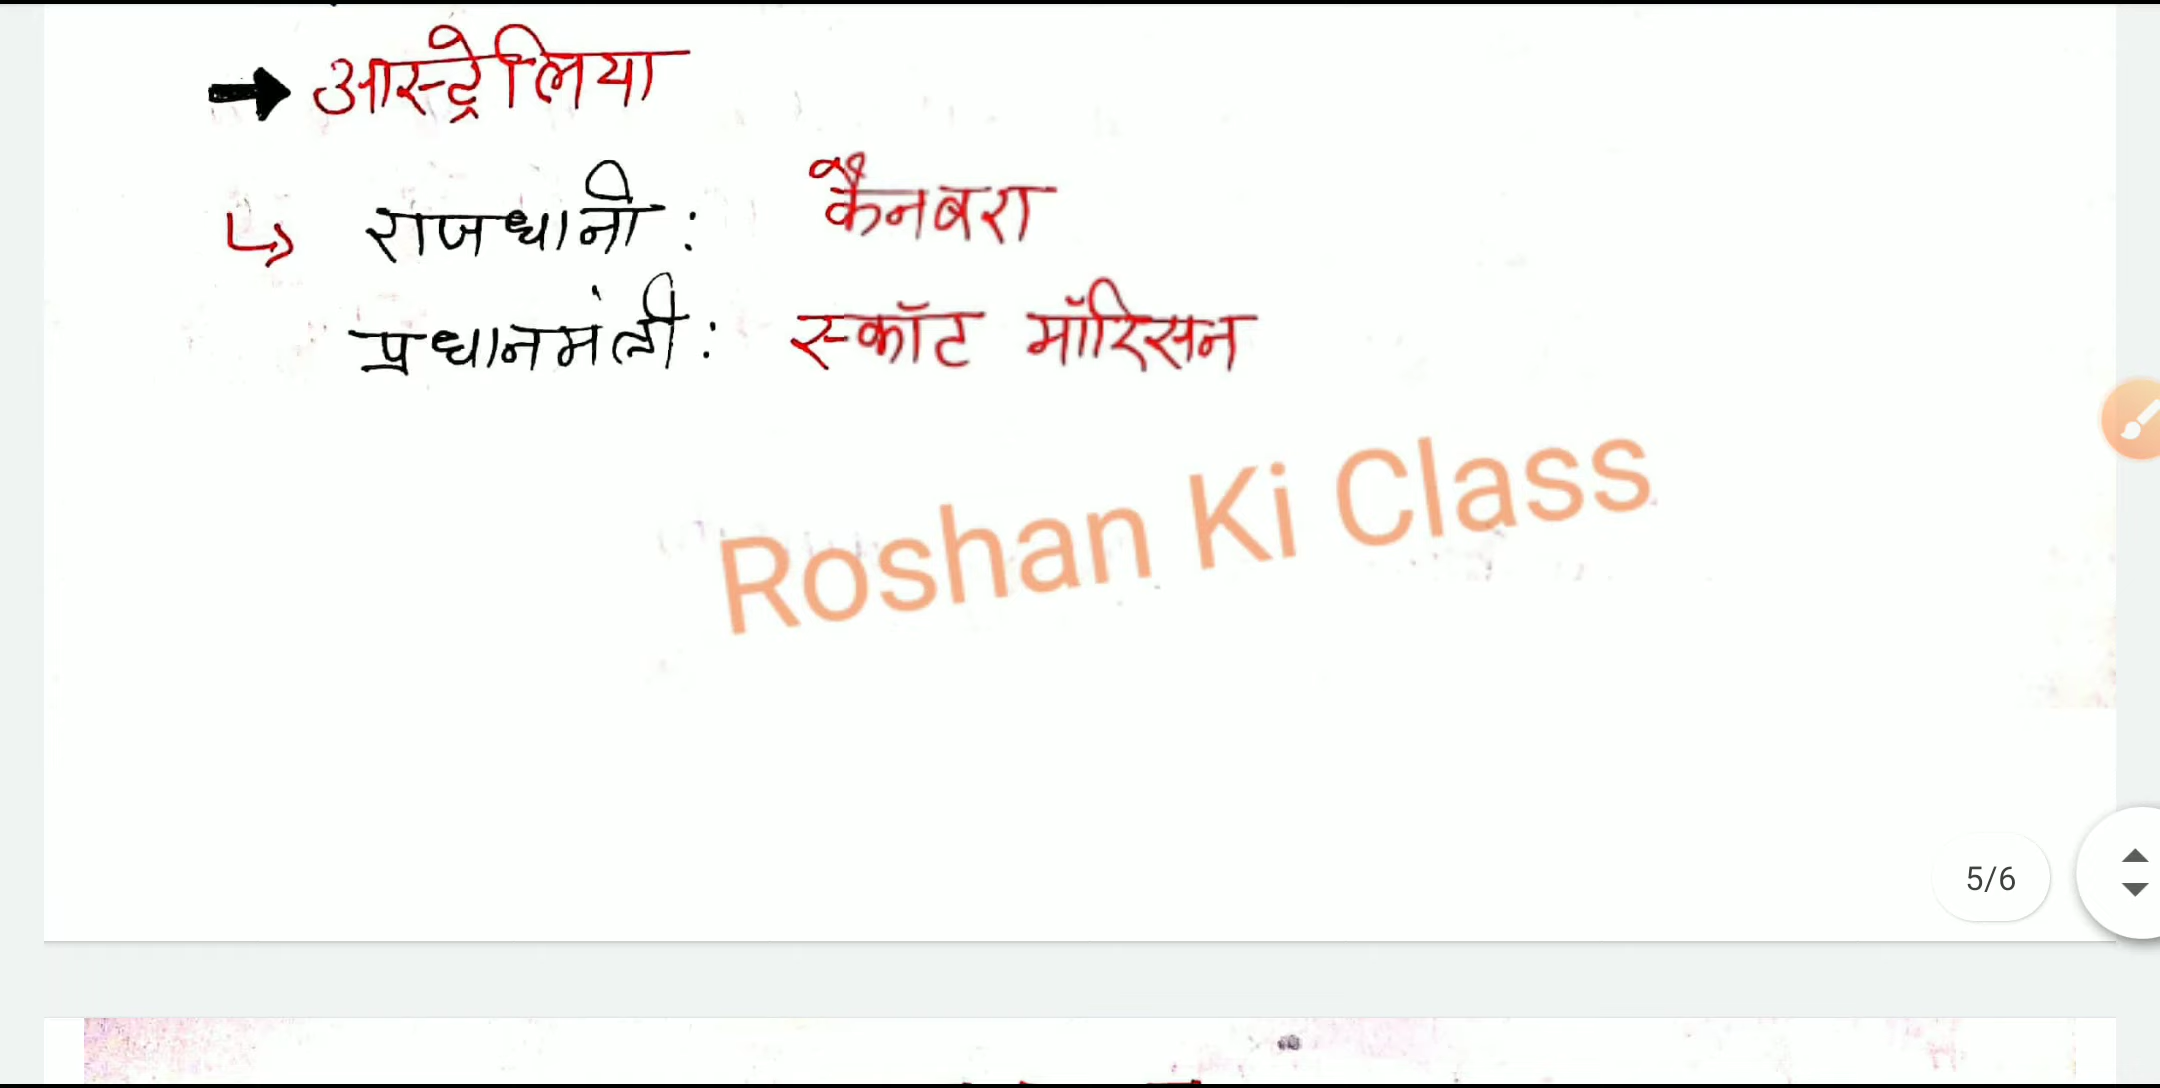 → आस्ट्रेलिया
↳ राजधानी : कैनबरा
प्रधानमंत्री : स्कॉट मॉरिसन
Roshan Ki Class
5/6